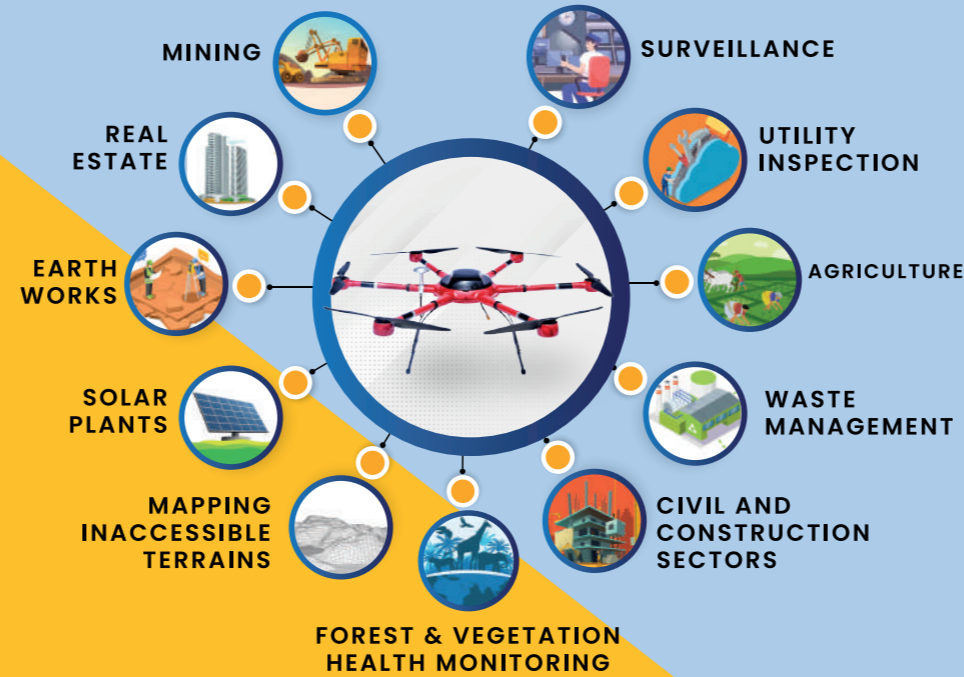 MINING
SURVEILLANCE
REAL
ESTATE
UTILITY
INSPECTION
EARTH
WORKS
AGRICULTURE
SOLAR
PLANTS
WASTE
MANAGEMENT
MAPPING
INACCESSIBLE
TERRAINS
CIVIL AND
CONSTRUCTION
SECTORS
FOREST & VEGETATION
HEALTH MONITORING